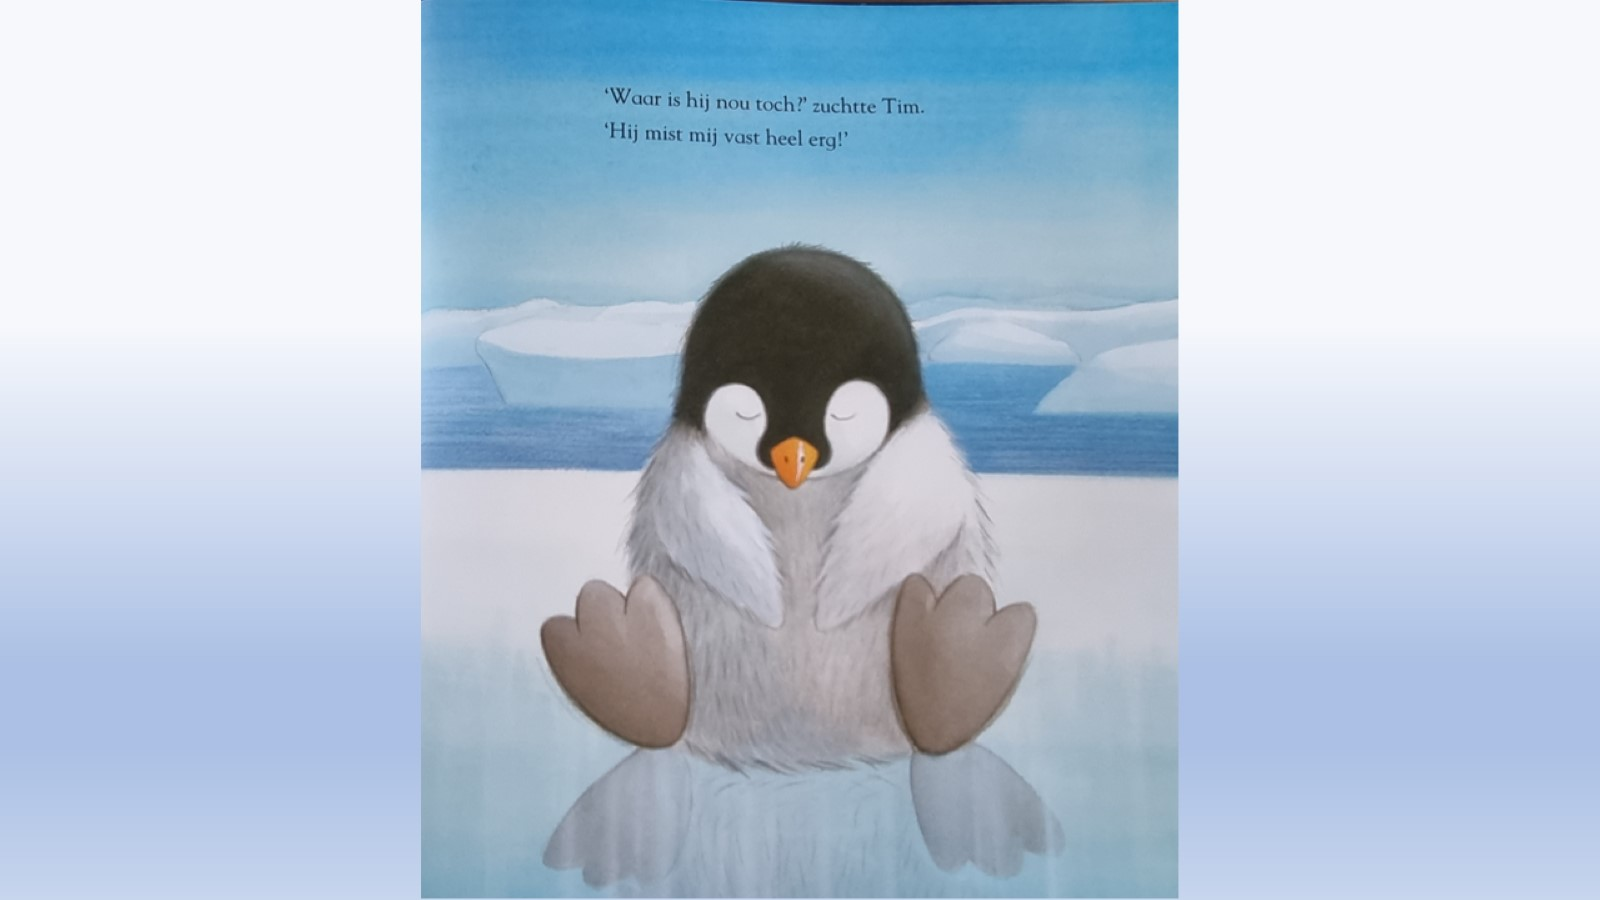 ‘Waar is hij nou toch?’ zuchtte Tim.
‘Hij mist mij vast heel erg!’